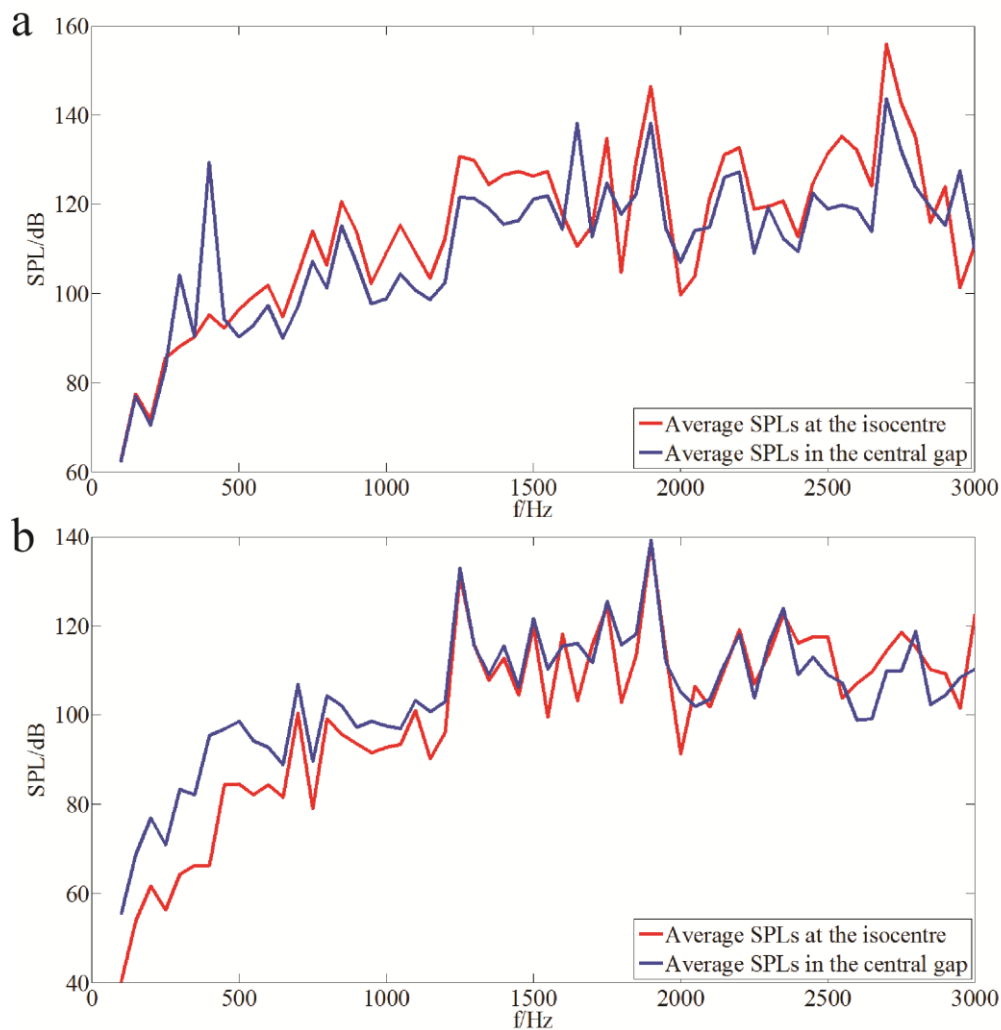 a
160
140
120
100
80
60
SPL/dB
0 500 1000 1500 2000 2500 3000
f/Hz
Average SPLs at the isocentre
Average SPLs in the central gap
b
140
120
100
80
60
40
SPL/dB
0 500 1000 1500 2000 2500 3000
f/Hz
Average SPLs at the isocentre
Average SPLs in the central gap